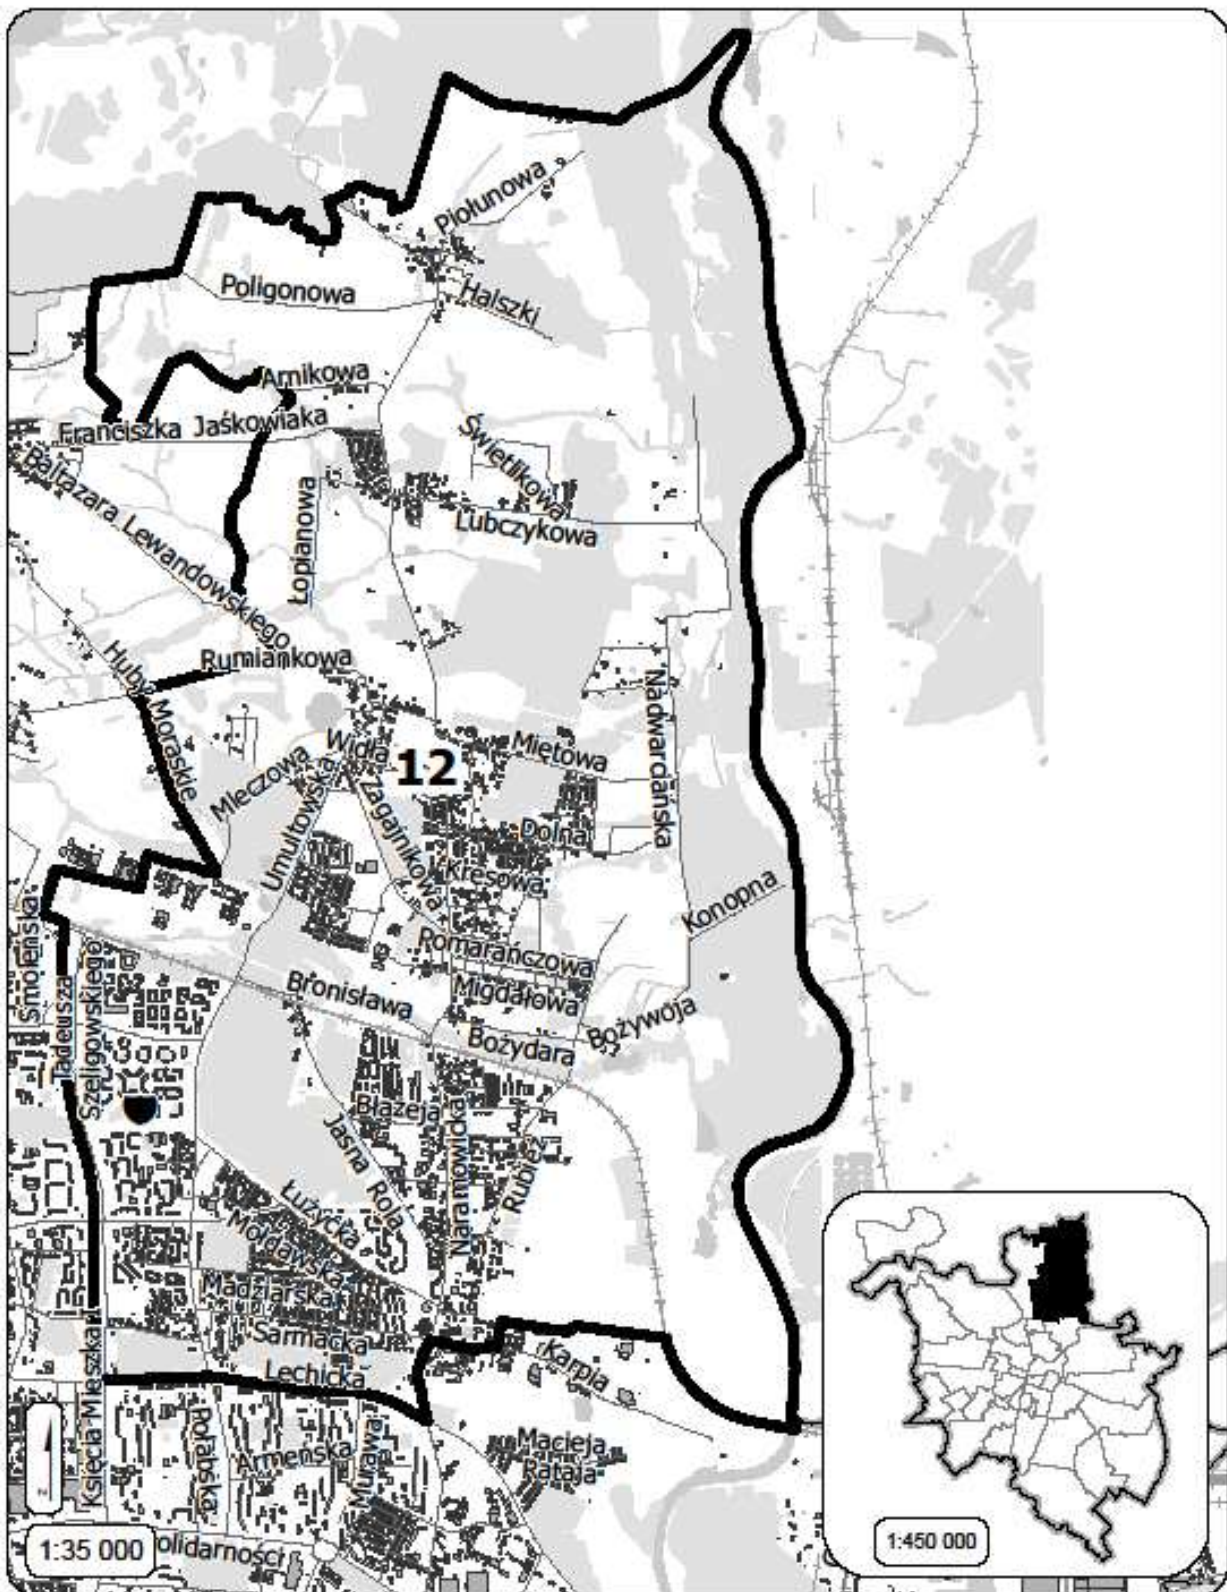 Piołunowa
Poligonowa
Halszki
Arnikowa
Franciszka Jaśkowiaka
Świetlikowa
Baltazara Lewandowskiego
Łopianowa
Lubczykowa
Rumiankowa
Huby Moraskie
Nadwarciańska
Widła
12
Miętowa
Mleczowa
Umultowska
Zagajnikowa
Dolna
Kresowa
Konopna
Smoleńska
Pomarańczowa
Bronisława
Migdałowa
Bożywoja
Tadeusza
Szeligowskiego
Bożydara
Błażeja
Jasna Rola
Naramowicka
Rubież
Łużycka
Mołdawska
Madziarska
Sarmacka
Lechicka
Karpia
Księcia Mieszka I
Połabska
Armeńska
Murawa
Macieja
Rataja
z
1:35 000
olidarności
1:450 000